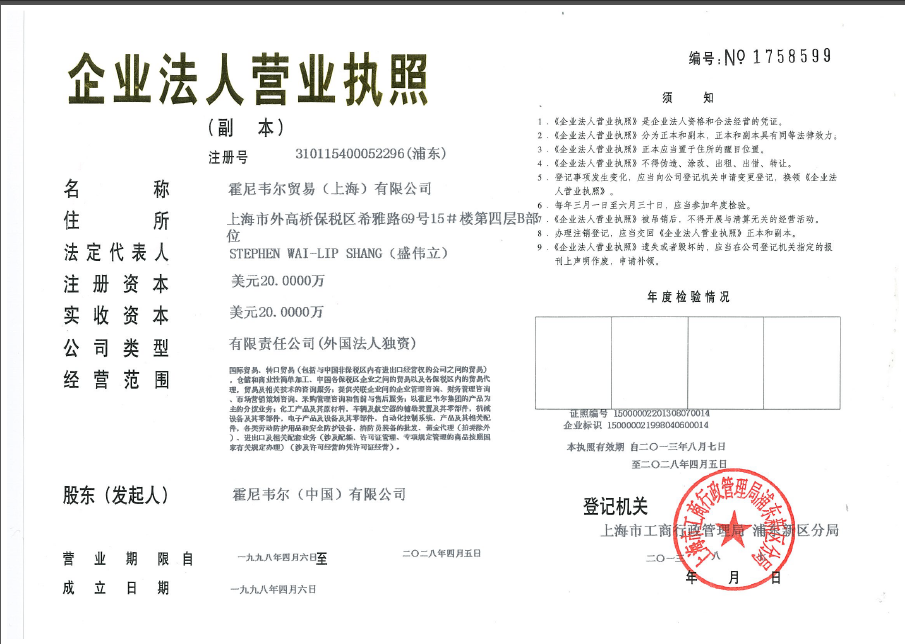 企业法人营业执照
（副 本）
编号:№ 1758599
注册号 310115400052296(浦东)
名 称 霍尼韦尔贸易（上海）有限公司
住 所 上海市外高桥保税区希雅路69号15＃楼第四层B部
位
法定代表人 STEPHEN WAI-LIP SHANG（盛伟立）
注册资本 美元20.0000万
实收资本 美元20.0000万
公司类型 有限责任公司(外国法人独资)
经营范围 国际贸易、转口贸易（包括与中国非保税区内有进出口经营权的公司之间的贸易）
、仓储和商业性简单加工、中国各保税区企业之间的贸易以及各保税区内的贸易代
理，贸易及相关技术的咨询服务；提供关联企业间的企业管理咨询、财务管理咨询
、市场营销策划咨询、采购管理咨询和售前与售后服务；以霍尼韦尔集团的产品为
主的分拨业务；化工产品及其原材料，车辆及航空器的辅助装置及其零部件，机械
设备及其零部件，电子产品及设备及其零部件，自动化控制系统、产品及其相关配
件，各类劳动防护用品和安全防护设备、消防员装备的批发、佣金代理（拍卖除外
）、进出口及相关配套业务（涉及配额、许可证管理、专项规定管理的商品按照国
家有关规定办理）（涉及许可经营的凭许可证经营）。
股东（发起人） 霍尼韦尔（中国）有限公司
营业期限自 一九九八年四月六日至 二〇二八年四月五日
成立日期 一九九八年四月六日
须 知
1．《企业法人营业执照》是企业法人资格和合法经营的凭证。
2．《企业法人营业执照》分为正本和副本，正本和副本具有同等法律效力。
3．《企业法人营业执照》正本应当置于住所的醒目位置。
4．《企业法人营业执照》不得伪造、涂改、出租、出借、转让。
5．登记事项发生变化，应当向公司登记机关申请变更登记，换领《企业法
人营业执照》。
6．每年三月一日至六月三十日，应当参加年度检验。
7．《企业法人营业执照》被吊销后，不得开展与清算无关的经营活动。
8．办理注销登记，应当交回《企业法人营业执照》正本和副本。
9．《企业法人营业执照》遗失或者毁坏的，应当在公司登记机关指定的报
刊上声明作废，申请补领。
年度检验情况
证照编号 15000002201308070014
企业标识 15000002199804060014
本执照有效期 自二〇一三年八月七日
至二〇二八年四月五日
登记机关
上海市工商行政管理局 浦东新区分局
上海市工商行政管理局浦东新区分局
二〇一三 八
年 月 日